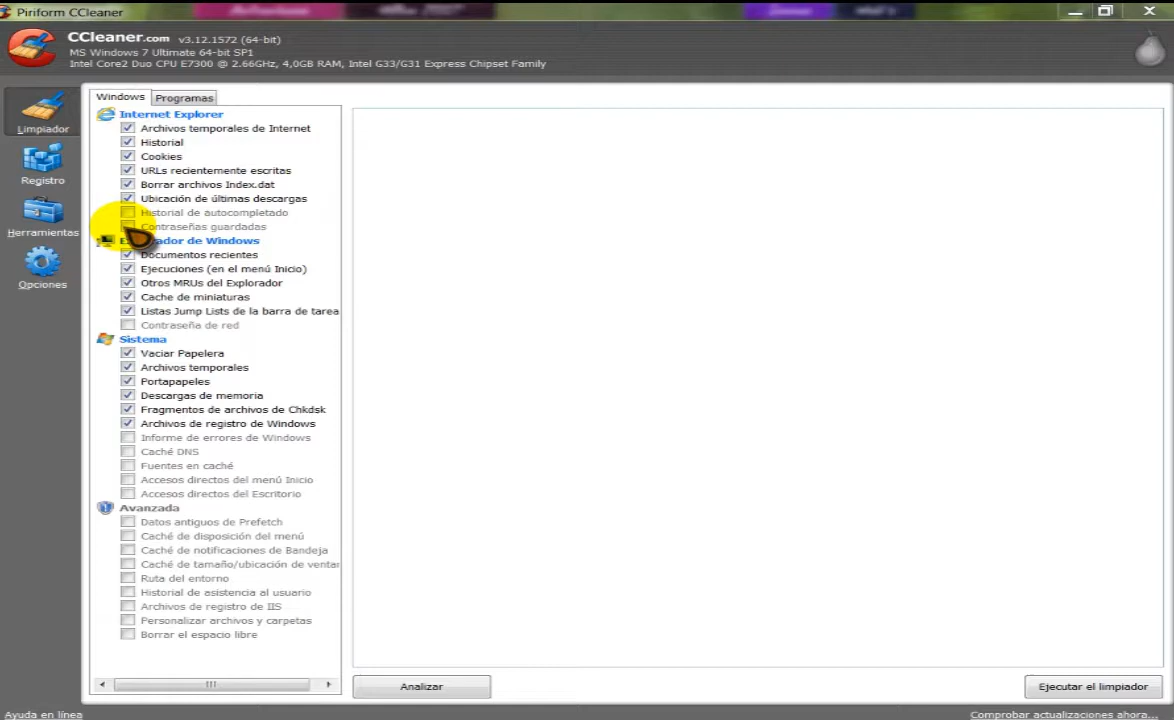 Piriform CCleaner
CCleaner.com v3.12.1572 (64-bit)
MS Windows 7 Ultimate 64-bit SP1
Intel Core2 Duo CPU E7300 @ 2.66GHz, 4,0GB RAM, Intel G33/G31 Express Chipset Family
Limpiador
Registro
Herramientas
Opciones
Windows
Programas
Internet Explorer
Archivos temporales de Internet
Historial
Cookies
URLs recientemente escritas
Borrar archivos Index.dat
Ubicación de últimas descargas
Historial de autocompletado
Contraseñas guardadas
de Windows
Documentos recientes
Ejecuciones (en el menú Inicio)
Otros MRUs del Explorador
Cache de miniaturas
Listas Jump Lists de la barra de tarea
Contraseña de red
Sistema
Vaciar Papelera
Archivos temporales
Portapapeles
Descargas de memoria
Fragmentos de archivos de Chkdsk
Archivos de registro de Windows
Informe de errores de Windows
Caché DNS
Fuentes en caché
Accesos directos del menú Inicio
Accesos directos del Escritorio
Avanzada
Datos antiguos de Prefetch
Caché de disposición del menú
Caché de notificaciones de Bandeja
Caché de tamaño/ubicación de ventar
Ruta del entorno
Historial de asistencia al usuario
Archivos de registro de IIS
Personalizar archivos y carpetas
Borrar el espacio libre
Analizar
Ejecutar el limpiador
Ayuda en línea
Comprobar actualizaciones ahora...